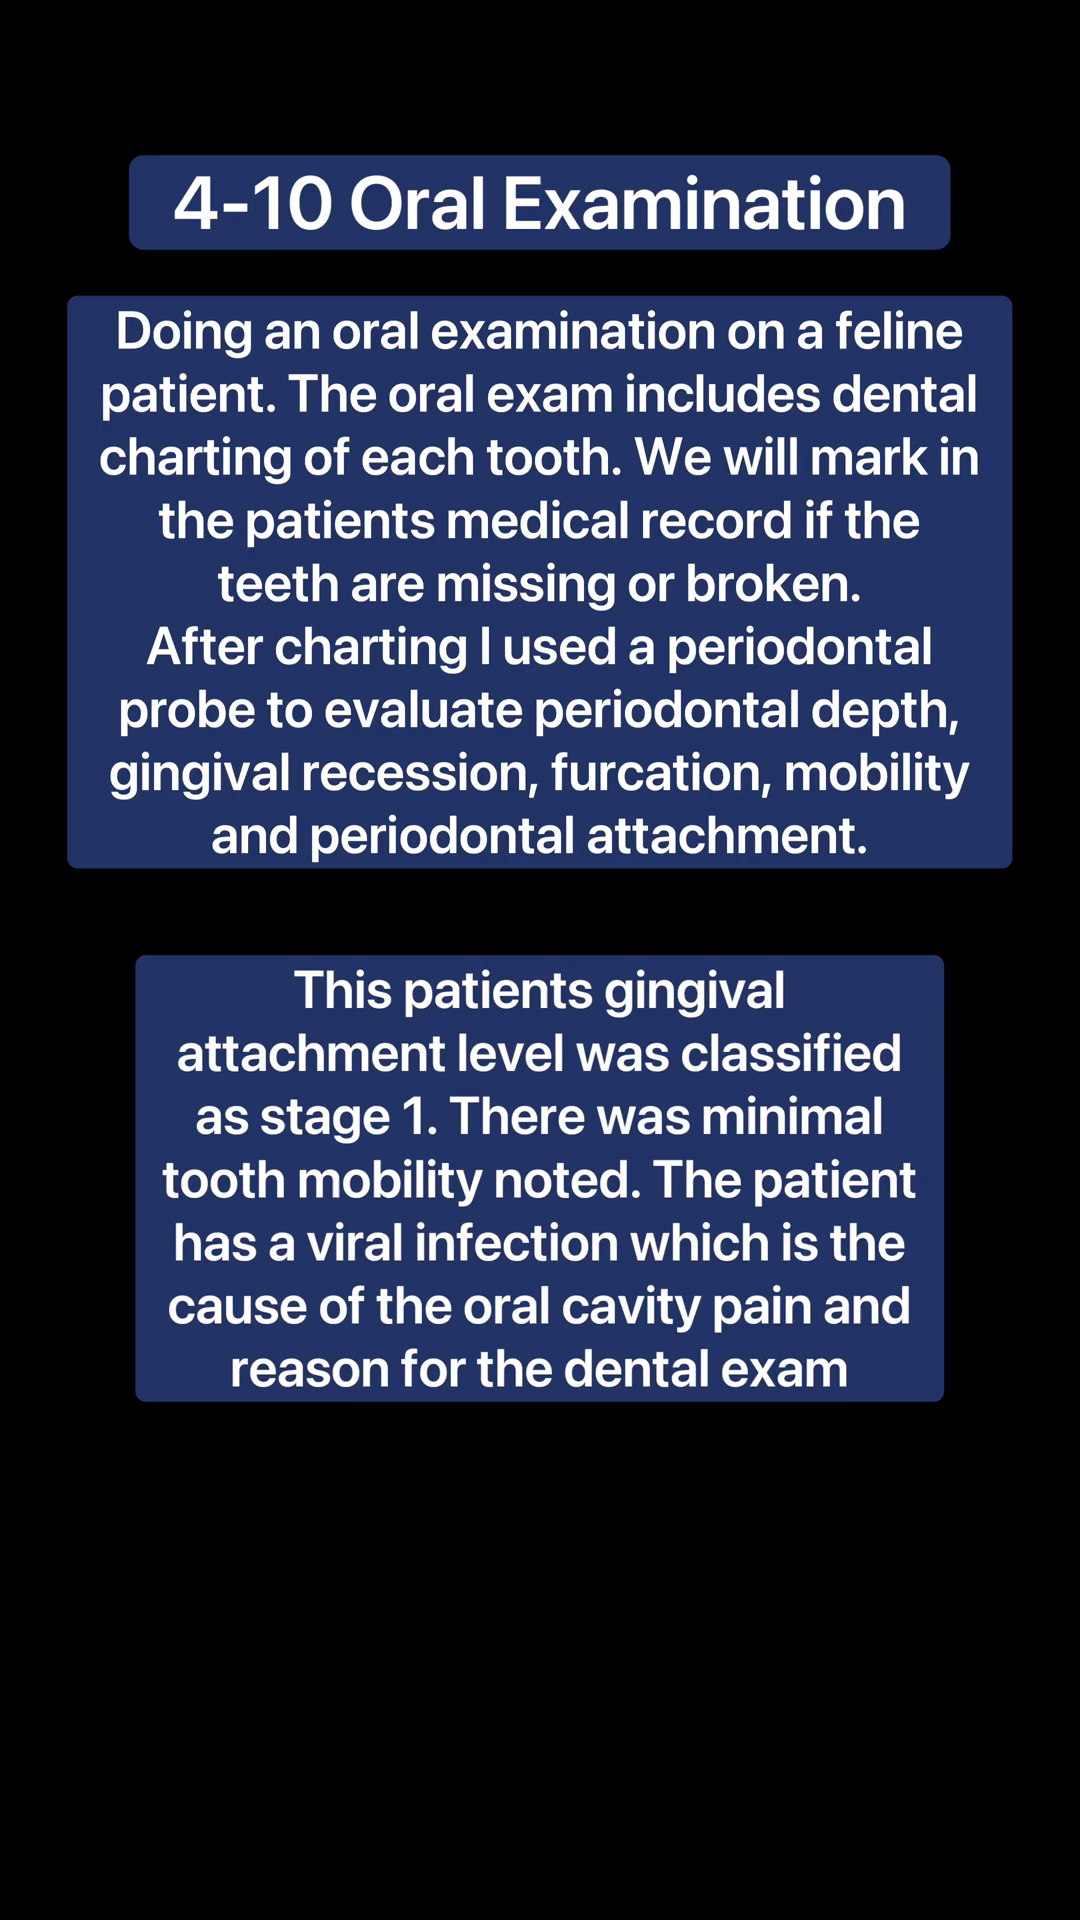 4-10 Oral Examination
Doing an oral examination on a feline
patient. The oral exam includes dental
charting of each tooth. We will mark in
the patients medical record if the
teeth are missing or broken.
After charting I used a periodontal
probe to evaluate periodontal depth,
gingival recession, furcation, mobility
and periodontal attachment.
This patients gingival
attachment level was classified
as stage 1. There was minimal
tooth mobility noted. The patient
has a viral infection which is the
cause of the oral cavity pain and
reason for the dental exam